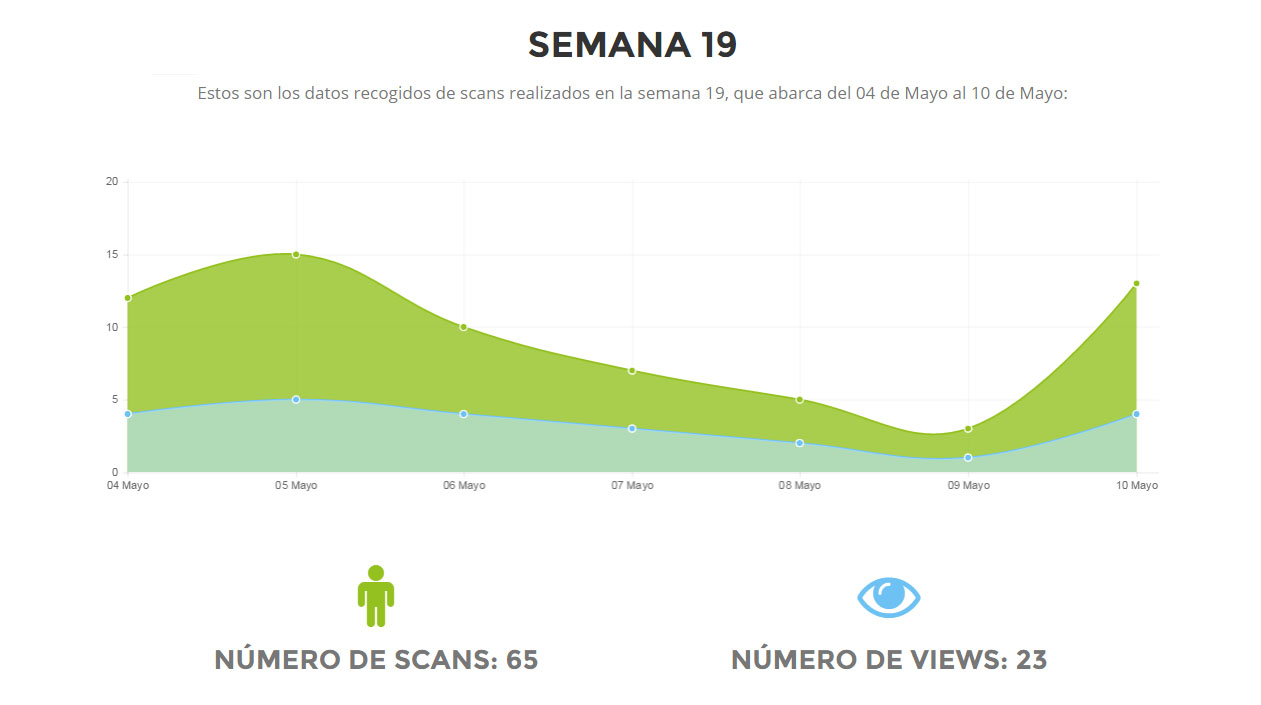 SEMANA 19
Estos son los datos recogidos de scans realizados en la semana 19, que abarca del 04 de Mayo al 10 de Mayo:
20
15
10
5
0
04 Mayo 05 Mayo 06 Mayo 07 Mayo 08 Mayo 09 Mayo 10 Mayo
NÚMERO DE SCANS: 65 NÚMERO DE VIEWS: 23